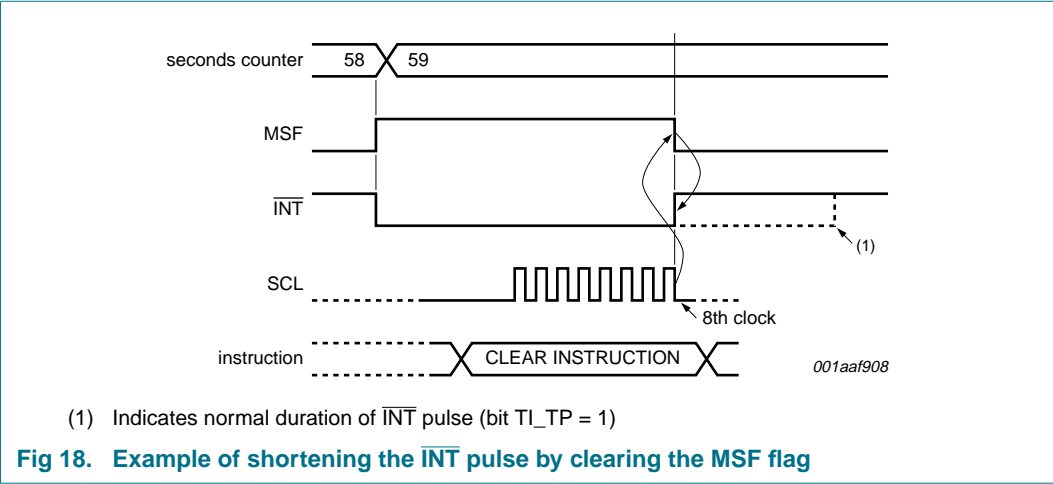 seconds counter 58 59
MSF
INT
(1)
SCL
8th clock
instruction CLEAR INSTRUCTION
001aaf908
(1) Indicates normal duration of INT pulse (bit TI_TP = 1)
Fig 18. Example of shortening the INT pulse by clearing the MSF flag